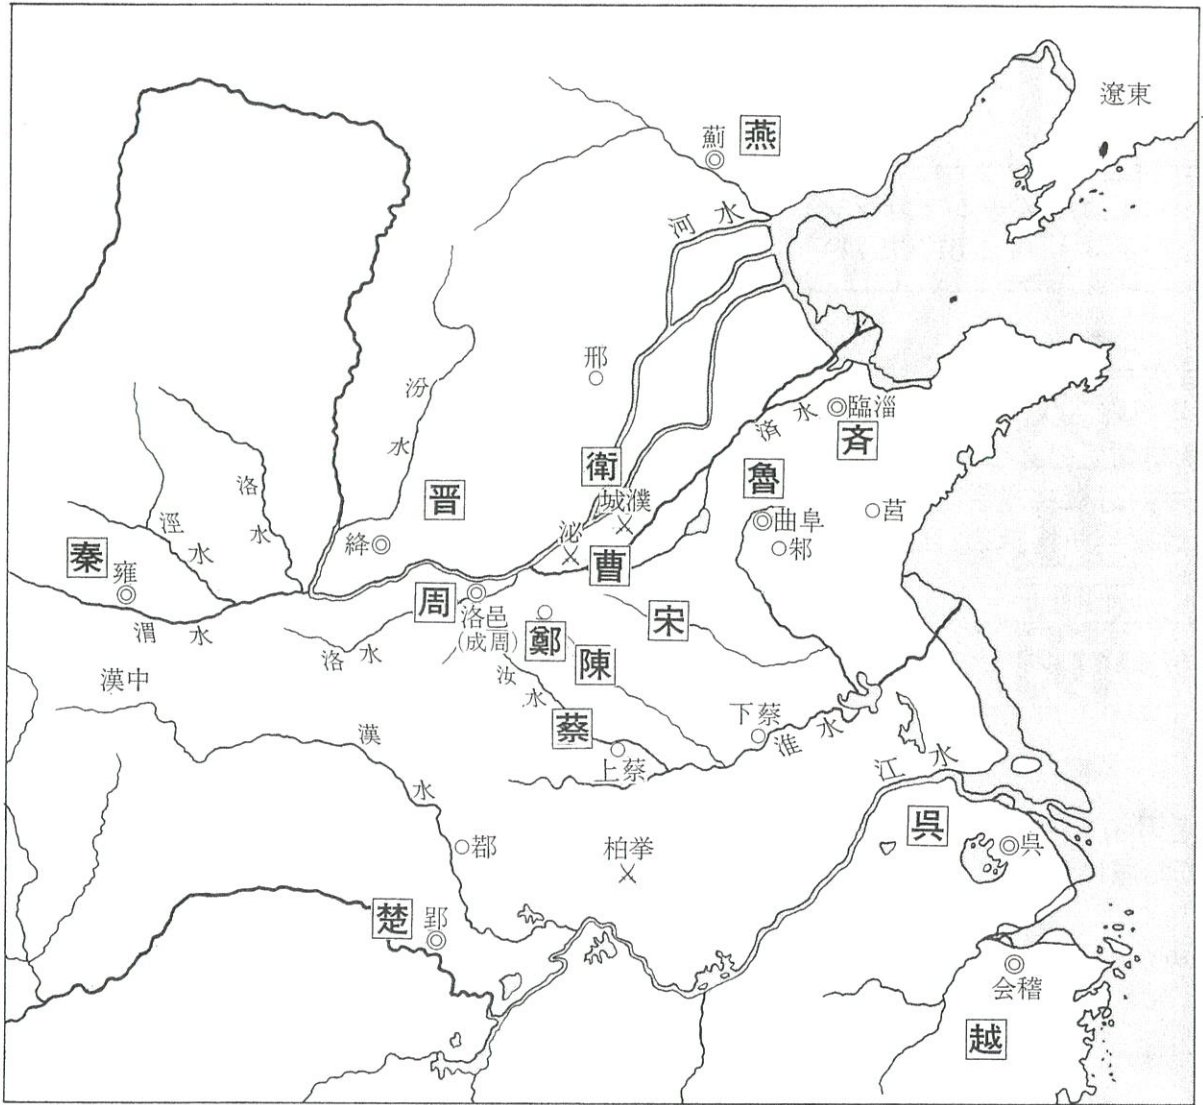 遼東
薊
燕
河水
邢
汾水
臨淄
済水
斉
衛
魯
洛水
晋
城濮
莒
曲阜
涇水
絳
泌
邾
秦
雍
曹
周
洛邑
(成周)
宋
渭水
鄭
洛水
陳
汝水
漢中
下蔡
漢水
蔡
淮水
上蔡
江水
呉
呉
鄀
柏挙
楚
郢
会稽
越